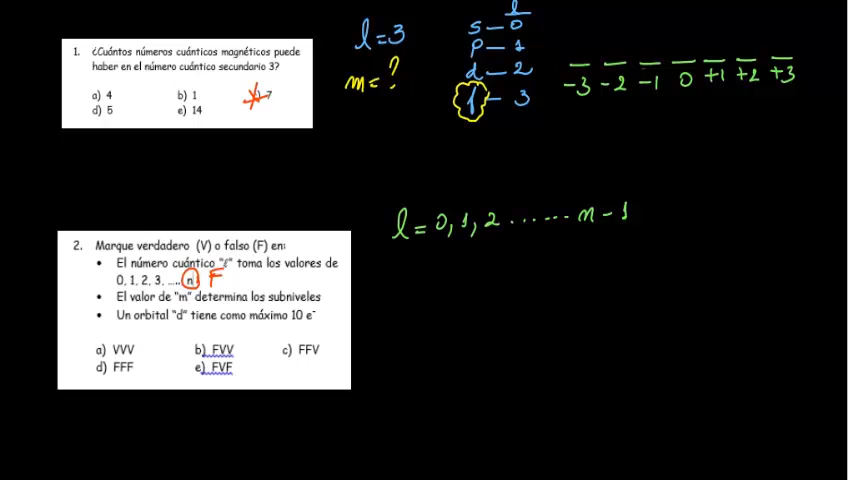 1. ¿Cuántos números cuánticos magnéticos puede
haber en el número cuántico secundario 3?
a) 4 b) 1 7
d) 5 e) 14
l = 3
m = ?
l
s - 0
p - 1
d - 2
f - 3
-3 -2 -1 0 +1 +2 +3
l = 0, 1, 2 ....... n - 1
2. Marque verdadero (V) o falso (F) en:
• El número cuántico "ℓ" toma los valores de
0, 1, 2, 3, ..... n F
• El valor de "m" determina los subniveles
• Un orbital "d" tiene como máximo 10 e⁻
a) VVV b) FVV c) FFV
d) FFF e) FVF